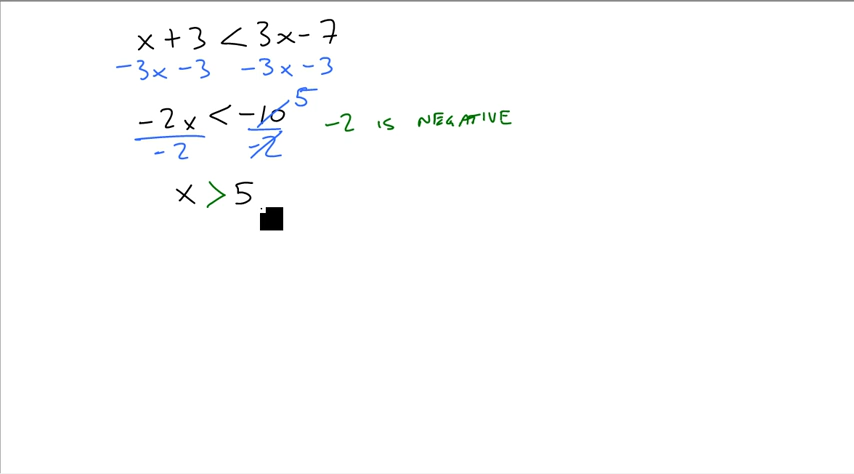 x + 3 < 3x - 7
-3x - 3 -3x - 3
-2x < -10 5 -2 IS NEGATIVE
-2 -2
x > 5